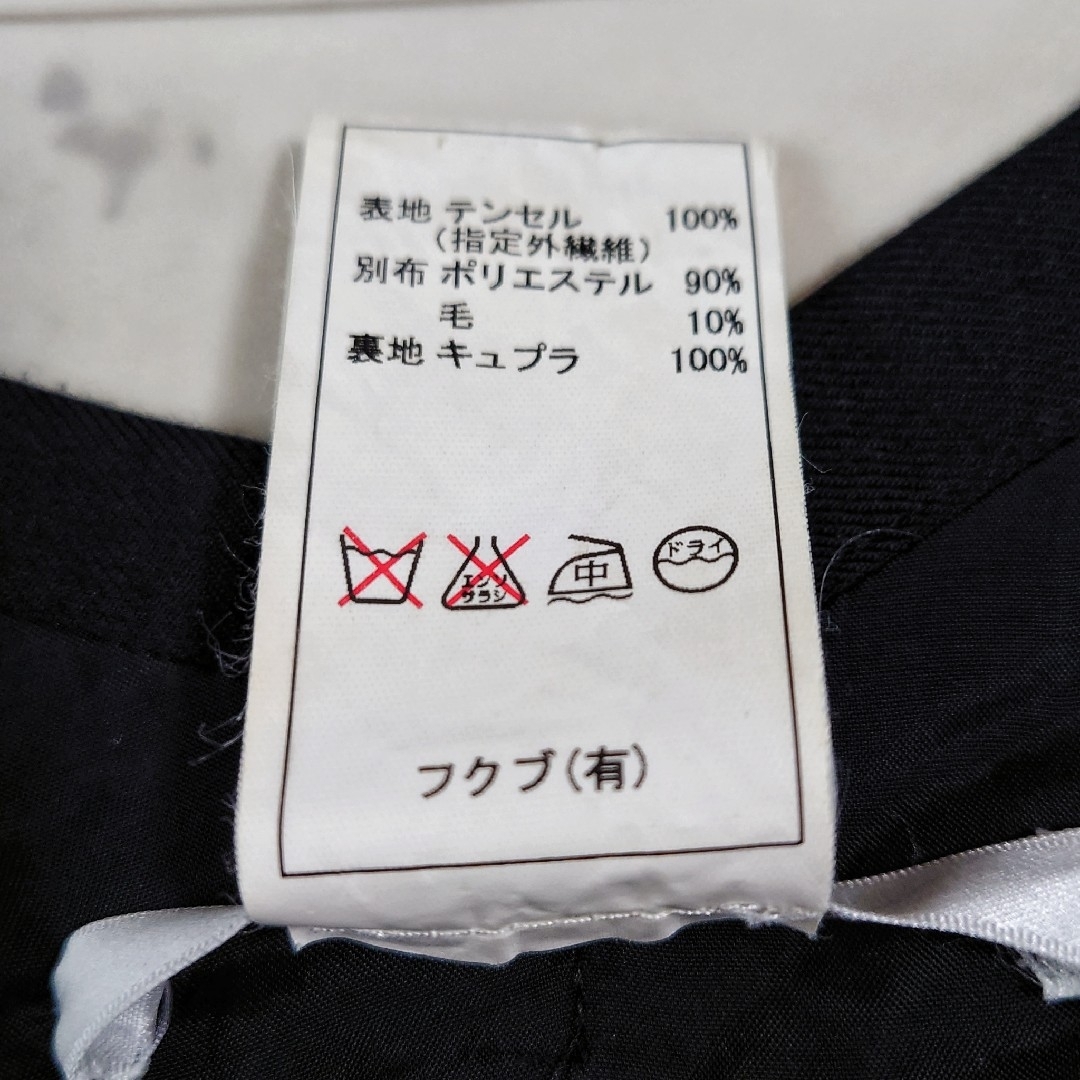 表地 テンセル 100%
(指定外繊維)
別布 ポリエステル 90%
毛 10%
裏地 キュプラ 100%
エンソ
サラシ
中
ドライ
フクブ(有)